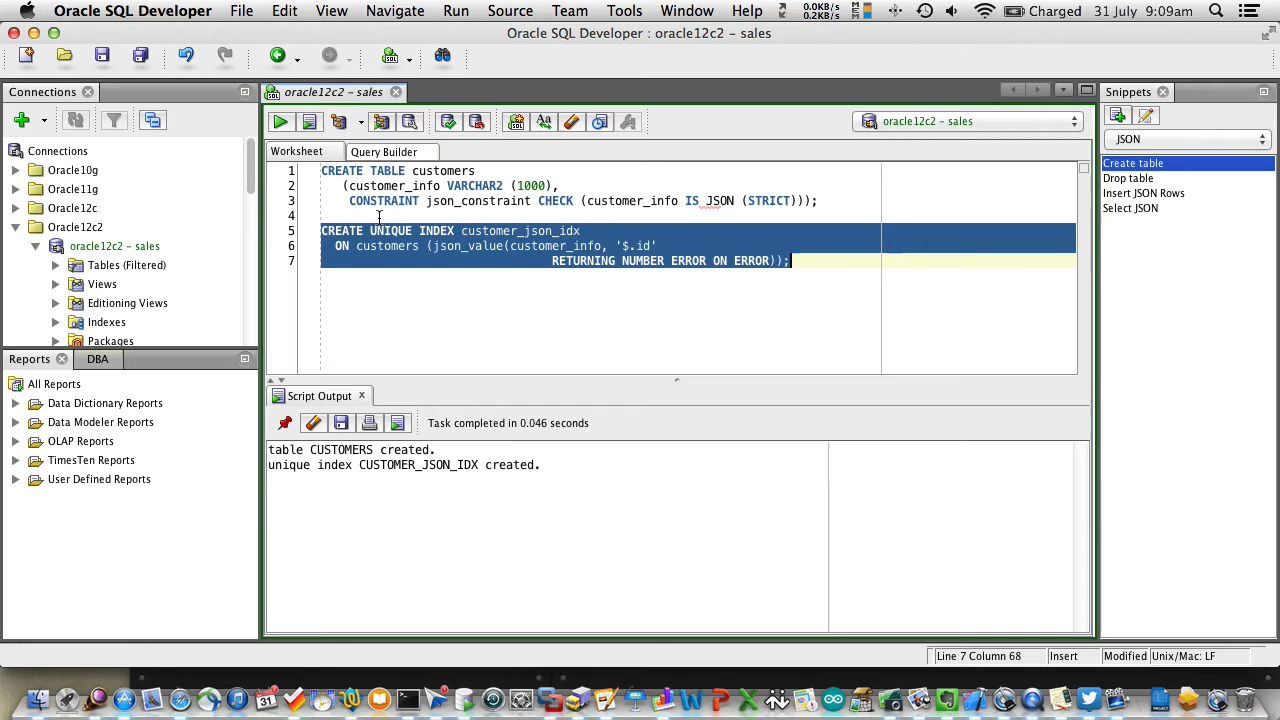 Oracle SQL Developer File Edit View Navigate Run Source Team Tools Window Help 0.0KB/s 0.2KB/s Charged 31 July 9:09am
Oracle SQL Developer : oracle12c2 – sales
Connections
Connections
Oracle10g
Oracle11g
Oracle12c
Oracle12c2
oracle12c2 – sales
Tables (Filtered)
Views
Editioning Views
Indexes
Packages
Reports DBA
All Reports
Data Dictionary Reports
Data Modeler Reports
OLAP Reports
TimesTen Reports
User Defined Reports
oracle12c2 – sales
oracle12c2 – sales
Worksheet Query Builder
1 CREATE TABLE customers
2 (customer_info VARCHAR2 (1000),
3 CONSTRAINT json_constraint CHECK (customer_info IS JSON (STRICT)));
4
5 CREATE UNIQUE INDEX customer_json_idx
6 ON customers (json_value(customer_info, '$.id'
7 RETURNING NUMBER ERROR ON ERROR));
Script Output
Task completed in 0.046 seconds
table CUSTOMERS created.
unique index CUSTOMER_JSON_IDX created.
Snippets
JSON
Create table
Drop table
Insert JSON Rows
Select JSON
Line 7 Column 68 Insert Modified Unix/Mac: LF